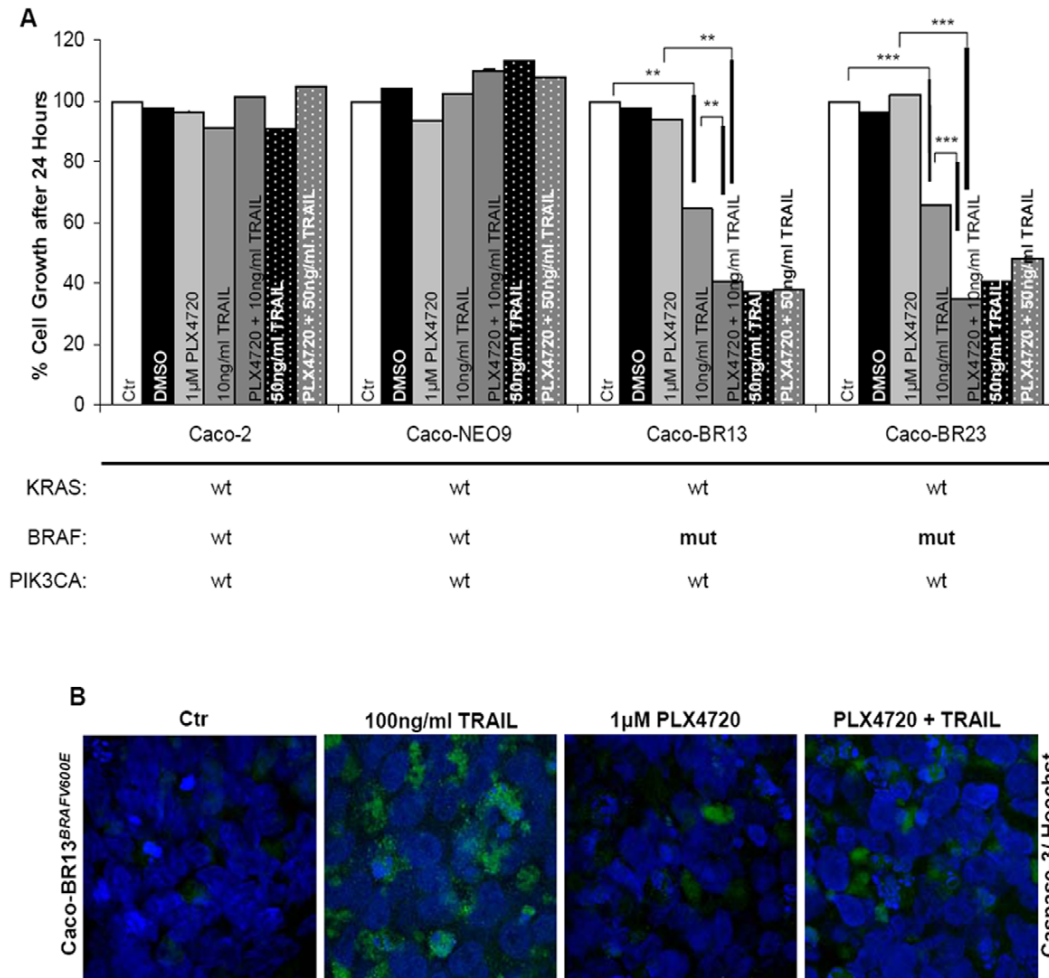 A
% Cell Growth after 24 Hours
120
100
80
60
40
20
0
** ** ** *** *** ***
Ctr
DMSO
1µM PLX4720
10ng/ml TRAIL
PLX4720 + 10ng/ml TRAIL
50ng/ml TRAIL
PLX4720 + 50ng/ml TRAIL
Ctr
DMSO
1µM PLX4720
10ng/ml TRAIL
PLX4720 + 10ng/ml TRAIL
50ng/ml TRAIL
PLX4720 + 50ng/ml TRAIL
Ctr
DMSO
1µM PLX4720
10ng/ml TRAIL
PLX4720 + 10ng/ml TRAIL
50ng/ml TRAIL
PLX4720 + 50ng/ml TRAIL
Ctr
DMSO
1µM PLX4720
10ng/ml TRAIL
PLX4720 + 10ng/ml TRAIL
50ng/ml TRAIL
PLX4720 + 50ng/ml TRAIL
Caco-2 Caco-NEO9 Caco-BR13 Caco-BR23
KRAS: wt wt wt wt
BRAF: wt wt mut mut
PIK3CA: wt wt wt wt
B
Ctr 100ng/ml TRAIL 1µM PLX4720 PLX4720 + TRAIL
Caco-BR13BRAFV600E
Caspase 3/ Hoechst